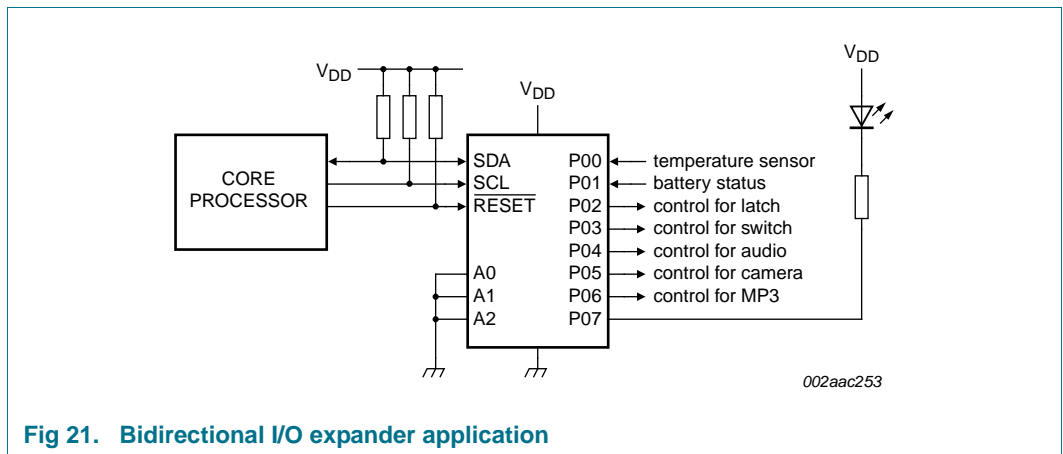 VDD
VDD
VDD
CORE
PROCESSOR
SDA
SCL
RESET
A0
A1
A2
P00
P01
P02
P03
P04
P05
P06
P07
temperature sensor
battery status
control for latch
control for switch
control for audio
control for camera
control for MP3
002aac253
Fig 21. Bidirectional I/O expander application